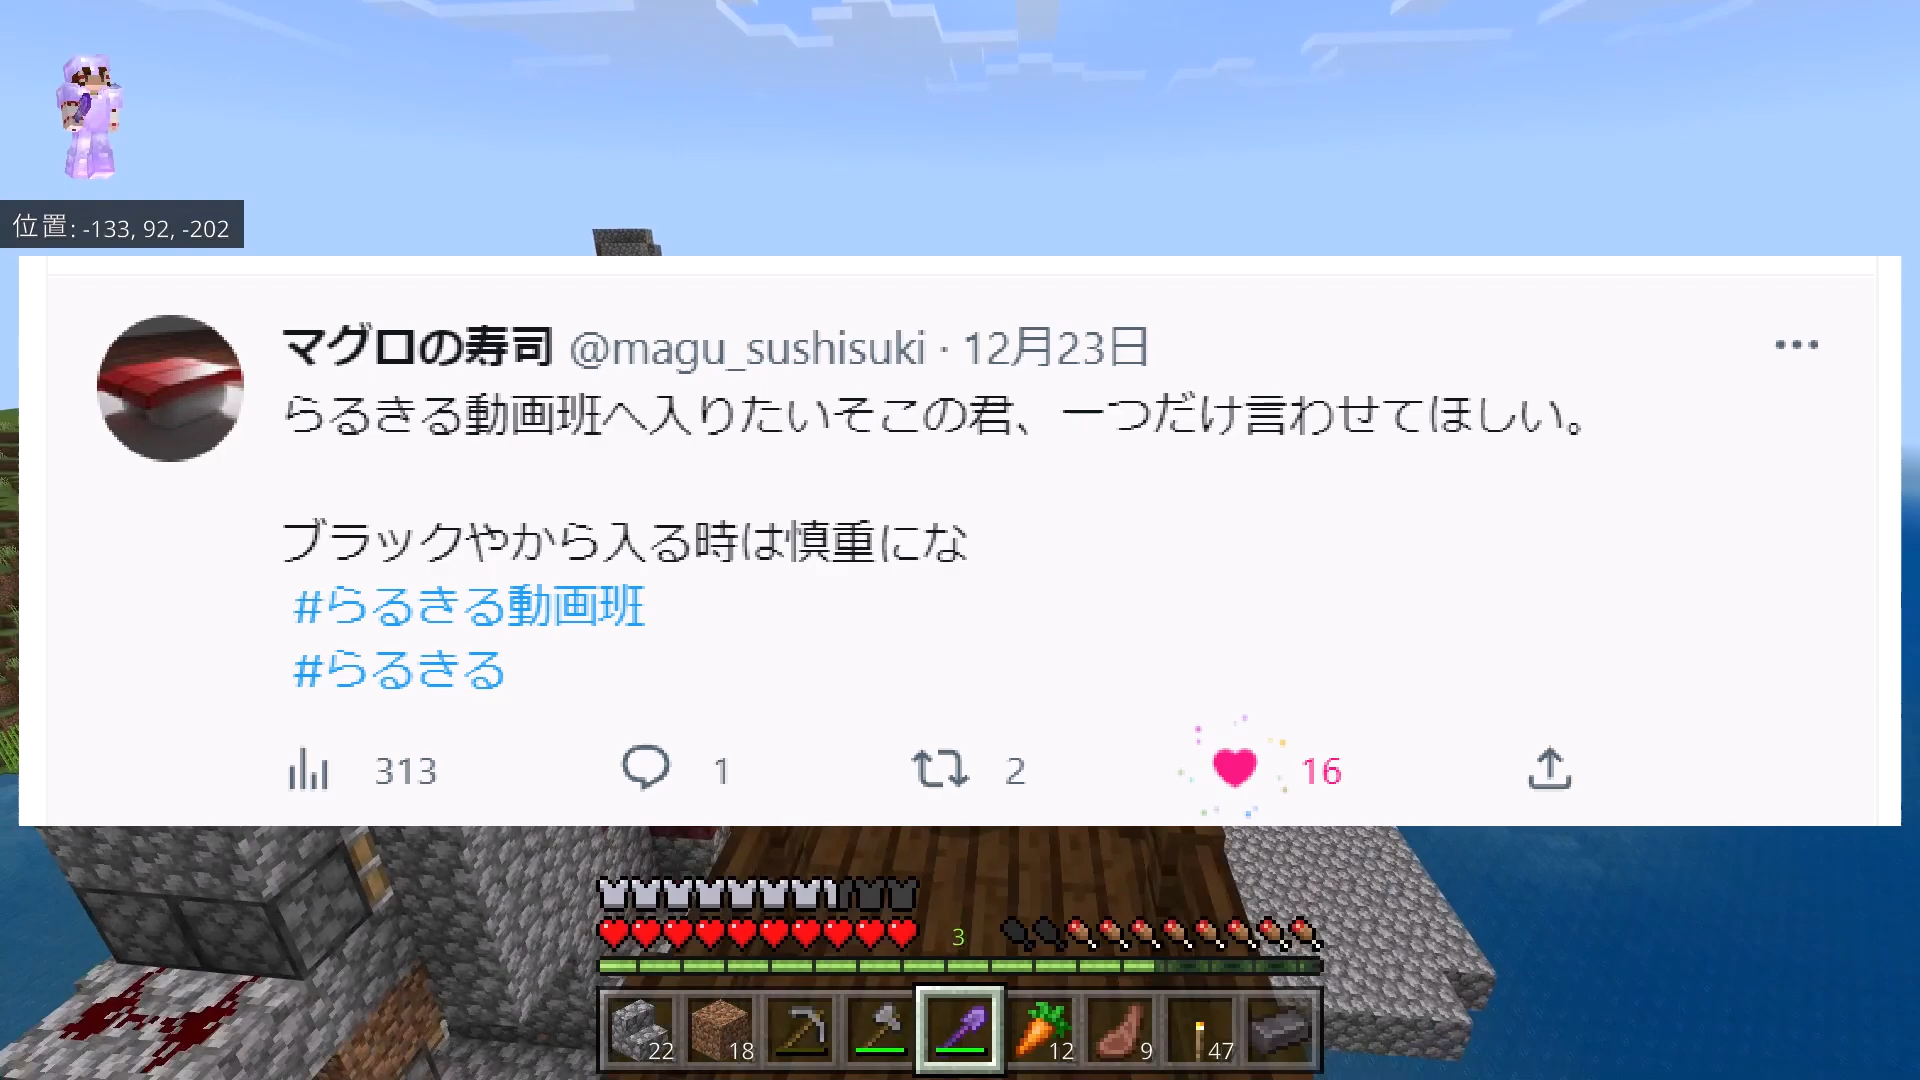 位置: -133, 92, -202
マグロの寿司 @magu_sushisuki · 12月23日
らるきる動画班へ入りたいそこの君、一つだけ言わせてほしい。
ブラックやから入る時は慎重にな
#らるきる動画班
#らるきる
313 1 2 16
3
22 18 12 9 47